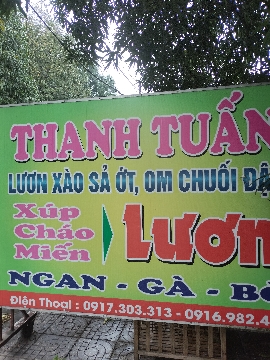 THANH TUẤN
LƯƠN XÀO SẢ ỚT, OM CHUỐI ĐẬ
Xúp
Cháo
Miến
Lươn
NGAN - GÀ - BÒ
Điện Thoại : 0917.303.313 - 0916.982.4